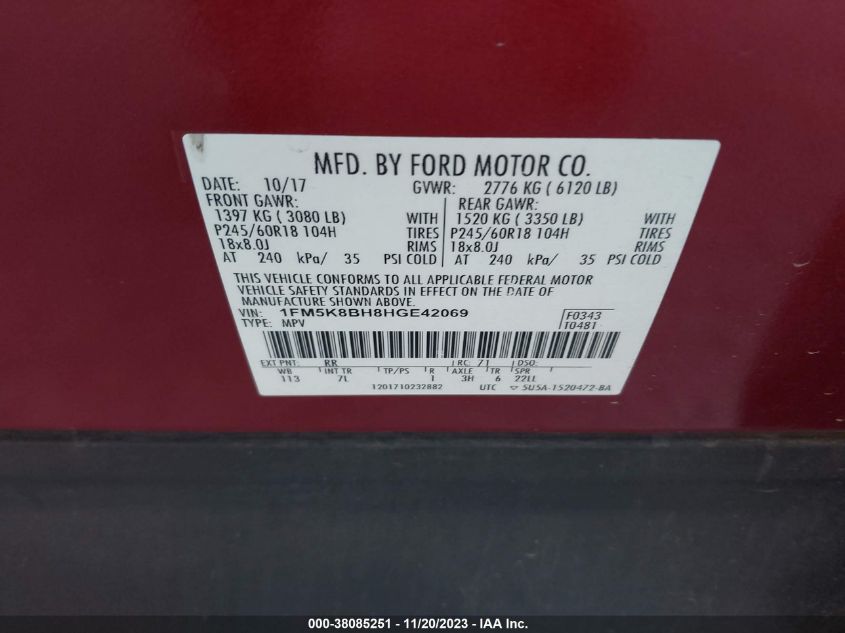 MFD. BY FORD MOTOR CO.
DATE: 10/17 GVWR: 2776 KG ( 6120 LB)
FRONT GAWR: REAR GAWR:
1397 KG ( 3080 LB) WITH 1520 KG ( 3350 LB) WITH
P245/60R18 104H TIRES P245/60R18 104H TIRES
18x8.0J RIMS 18x8.0J RIMS
AT 240 kPa/ 35 PSI COLD AT 240 kPa/ 35 PSI COLD
THIS VEHICLE CONFORMS TO ALL APPLICABLE FEDERAL MOTOR
VEHICLE SAFETY STANDARDS IN EFFECT ON THE DATE OF
MANUFACTURE SHOWN ABOVE.
VIN: 1FM5K8BH8HGE42069 F0343
TYPE: MPV T0481
EXT PNT: RR RC: 71 DSO:
WB INT TR TP/PS R AXLE TR SPR
113 7L 1 3H 6 22LL
1201710232882 UTC 5U5A-1520472-BA
000-38085251 - 11/20/2023 - IAA Inc.